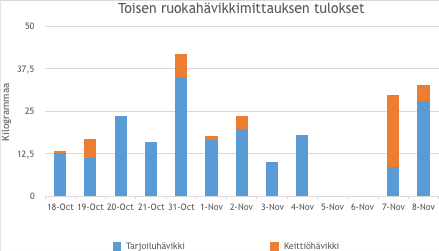 Toisen ruokahävikkimittauksen tulokset
Kilogrammaa
50
37,5
25
12,5
0
18-Oct 19-Oct 20-Oct 21-Oct 31-Oct 1-Nov 2-Nov 3-Nov 4-Nov 5-Nov 6-Nov 7-Nov 8-Nov
Tarjoiluhävikki Keittiöhävikki